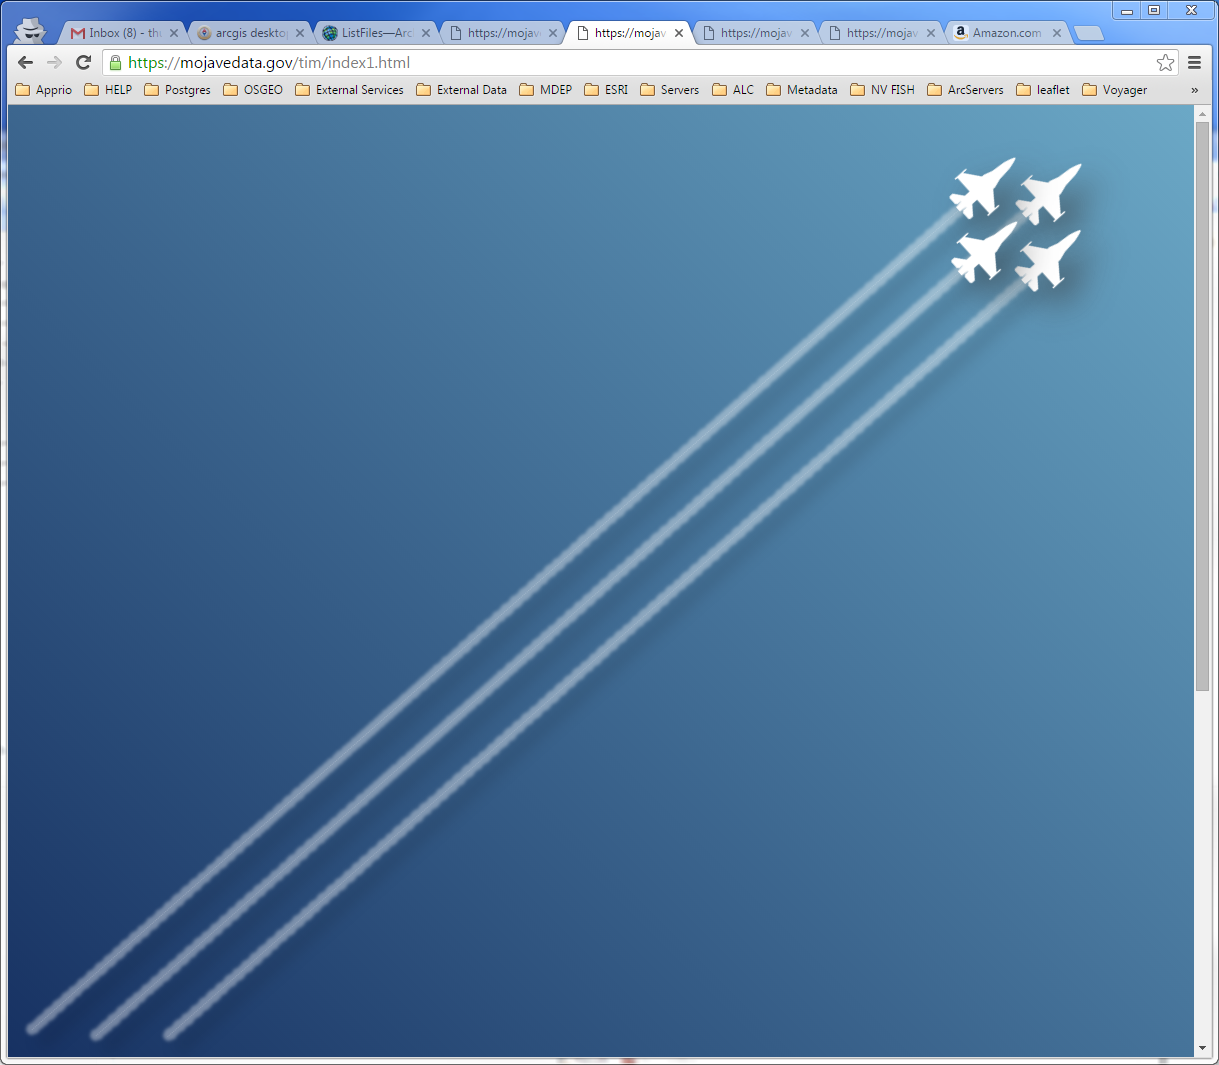 Inbox (8) - th
arcgis deskto
ListFiles—Arc
https://mojav
https://mojav
https://mojav
https://mojav
Amazon.com
https://mojavedata.gov/tim/index1.html
Apprio HELP Postgres OSGEO External Services External Data MDEP ESRI Servers ALC Metadata NV FISH ArcServers leaflet Voyager »